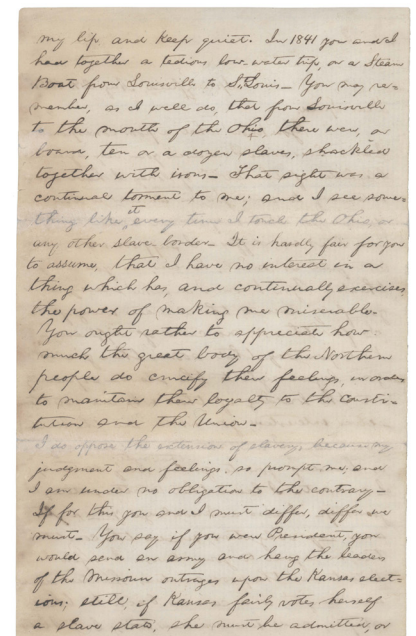 my lip and keep quiet. In 1841 you and I
had together a tedious low-water trip, on a Steam
Boat from Louisville to St. Louis– You may re-
member, as I well do, that from Louisville
to the mouth of the Ohio, there were, on
board, ten or a dozen slaves, shackled
together with irons– That sight was a
continual torment to me; and I see some-
thing like it every time I touch the Ohio, or
any other slave border– It is hardly fair for you
to assume, that I have no interest in a
thing which has, and continually exercises,
the power of making me miserable.
You ought rather to appreciate how
much the great body of the Northern
people do crucify their feelings, in order
to maintain their loyalty to the Consti-
tution and the Union–
I do oppose the extension of slavery, because my
judgment and feelings so prompt me; and
I am under no obligation to the contrary–
If for this you and I must differ, differ we
must– You say if you were President, you
would send an army and hang the leaders
of the Missouri outrages upon the Kansas elect-
ions; still, if Kansas fairly votes herself
a slave state, she must be admitted, or